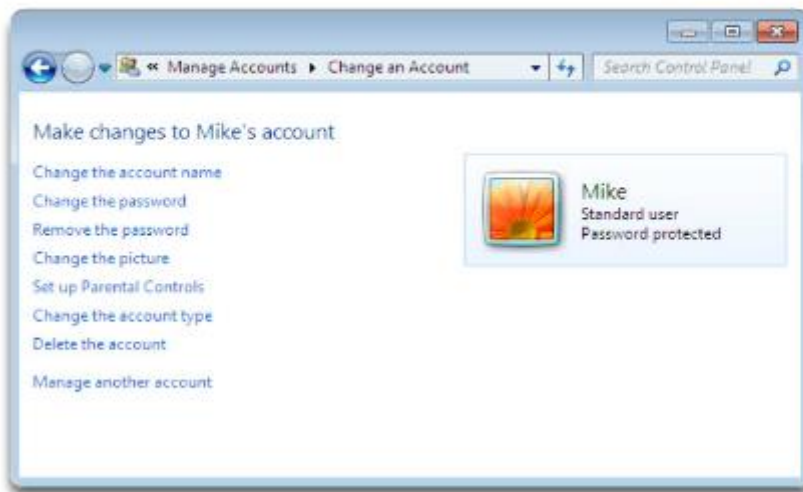 « Manage Accounts ▸ Change an Account
Search Control Panel
Make changes to Mike's account
Change the account name
Change the password
Remove the password
Change the picture
Set up Parental Controls
Change the account type
Delete the account
Manage another account
Mike
Standard user
Password protected